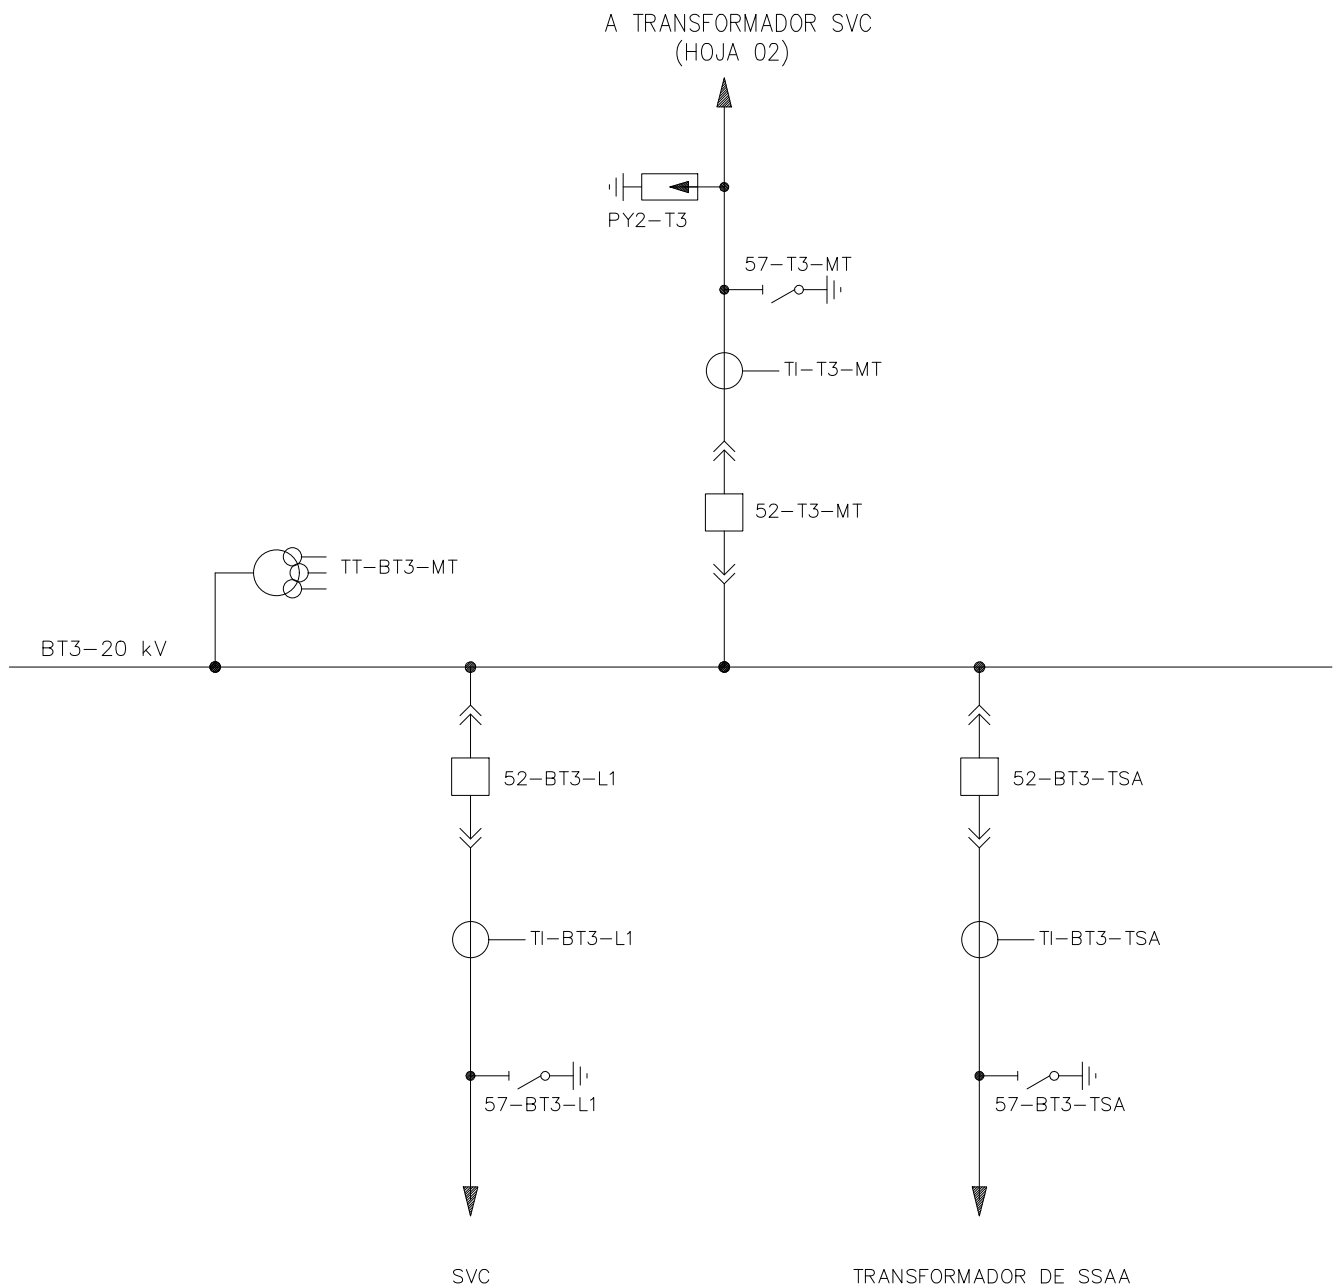 A TRANSFORMADOR SVC
(HOJA 02)
PY2-T3
57-T3-MT
TI-T3-MT
52-T3-MT
TT-BT3-MT
BT3-20 kV
52-BT3-L1
52-BT3-TSA
TI-BT3-L1
TI-BT3-TSA
57-BT3-L1
57-BT3-TSA
SVC
TRANSFORMADOR DE SSAA